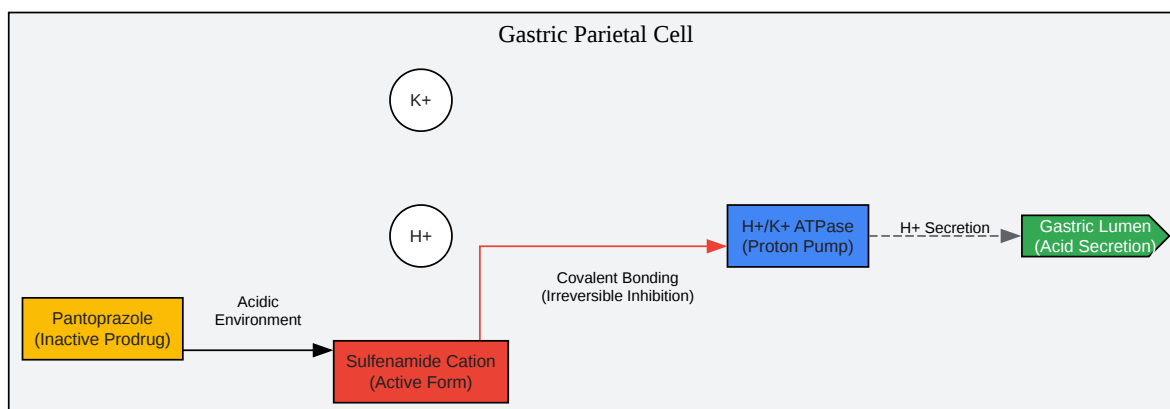 Gastric Parietal Cell
K+
H+
H+/K+ ATPase
(Proton Pump)
H+ Secretion
Gastric Lumen
(Acid Secretion)
Covalent Bonding
(Irreversible Inhibition)
Acidic
Environment
Pantoprazole
(Inactive Prodrug)
Sulfenamide Cation
(Active Form)